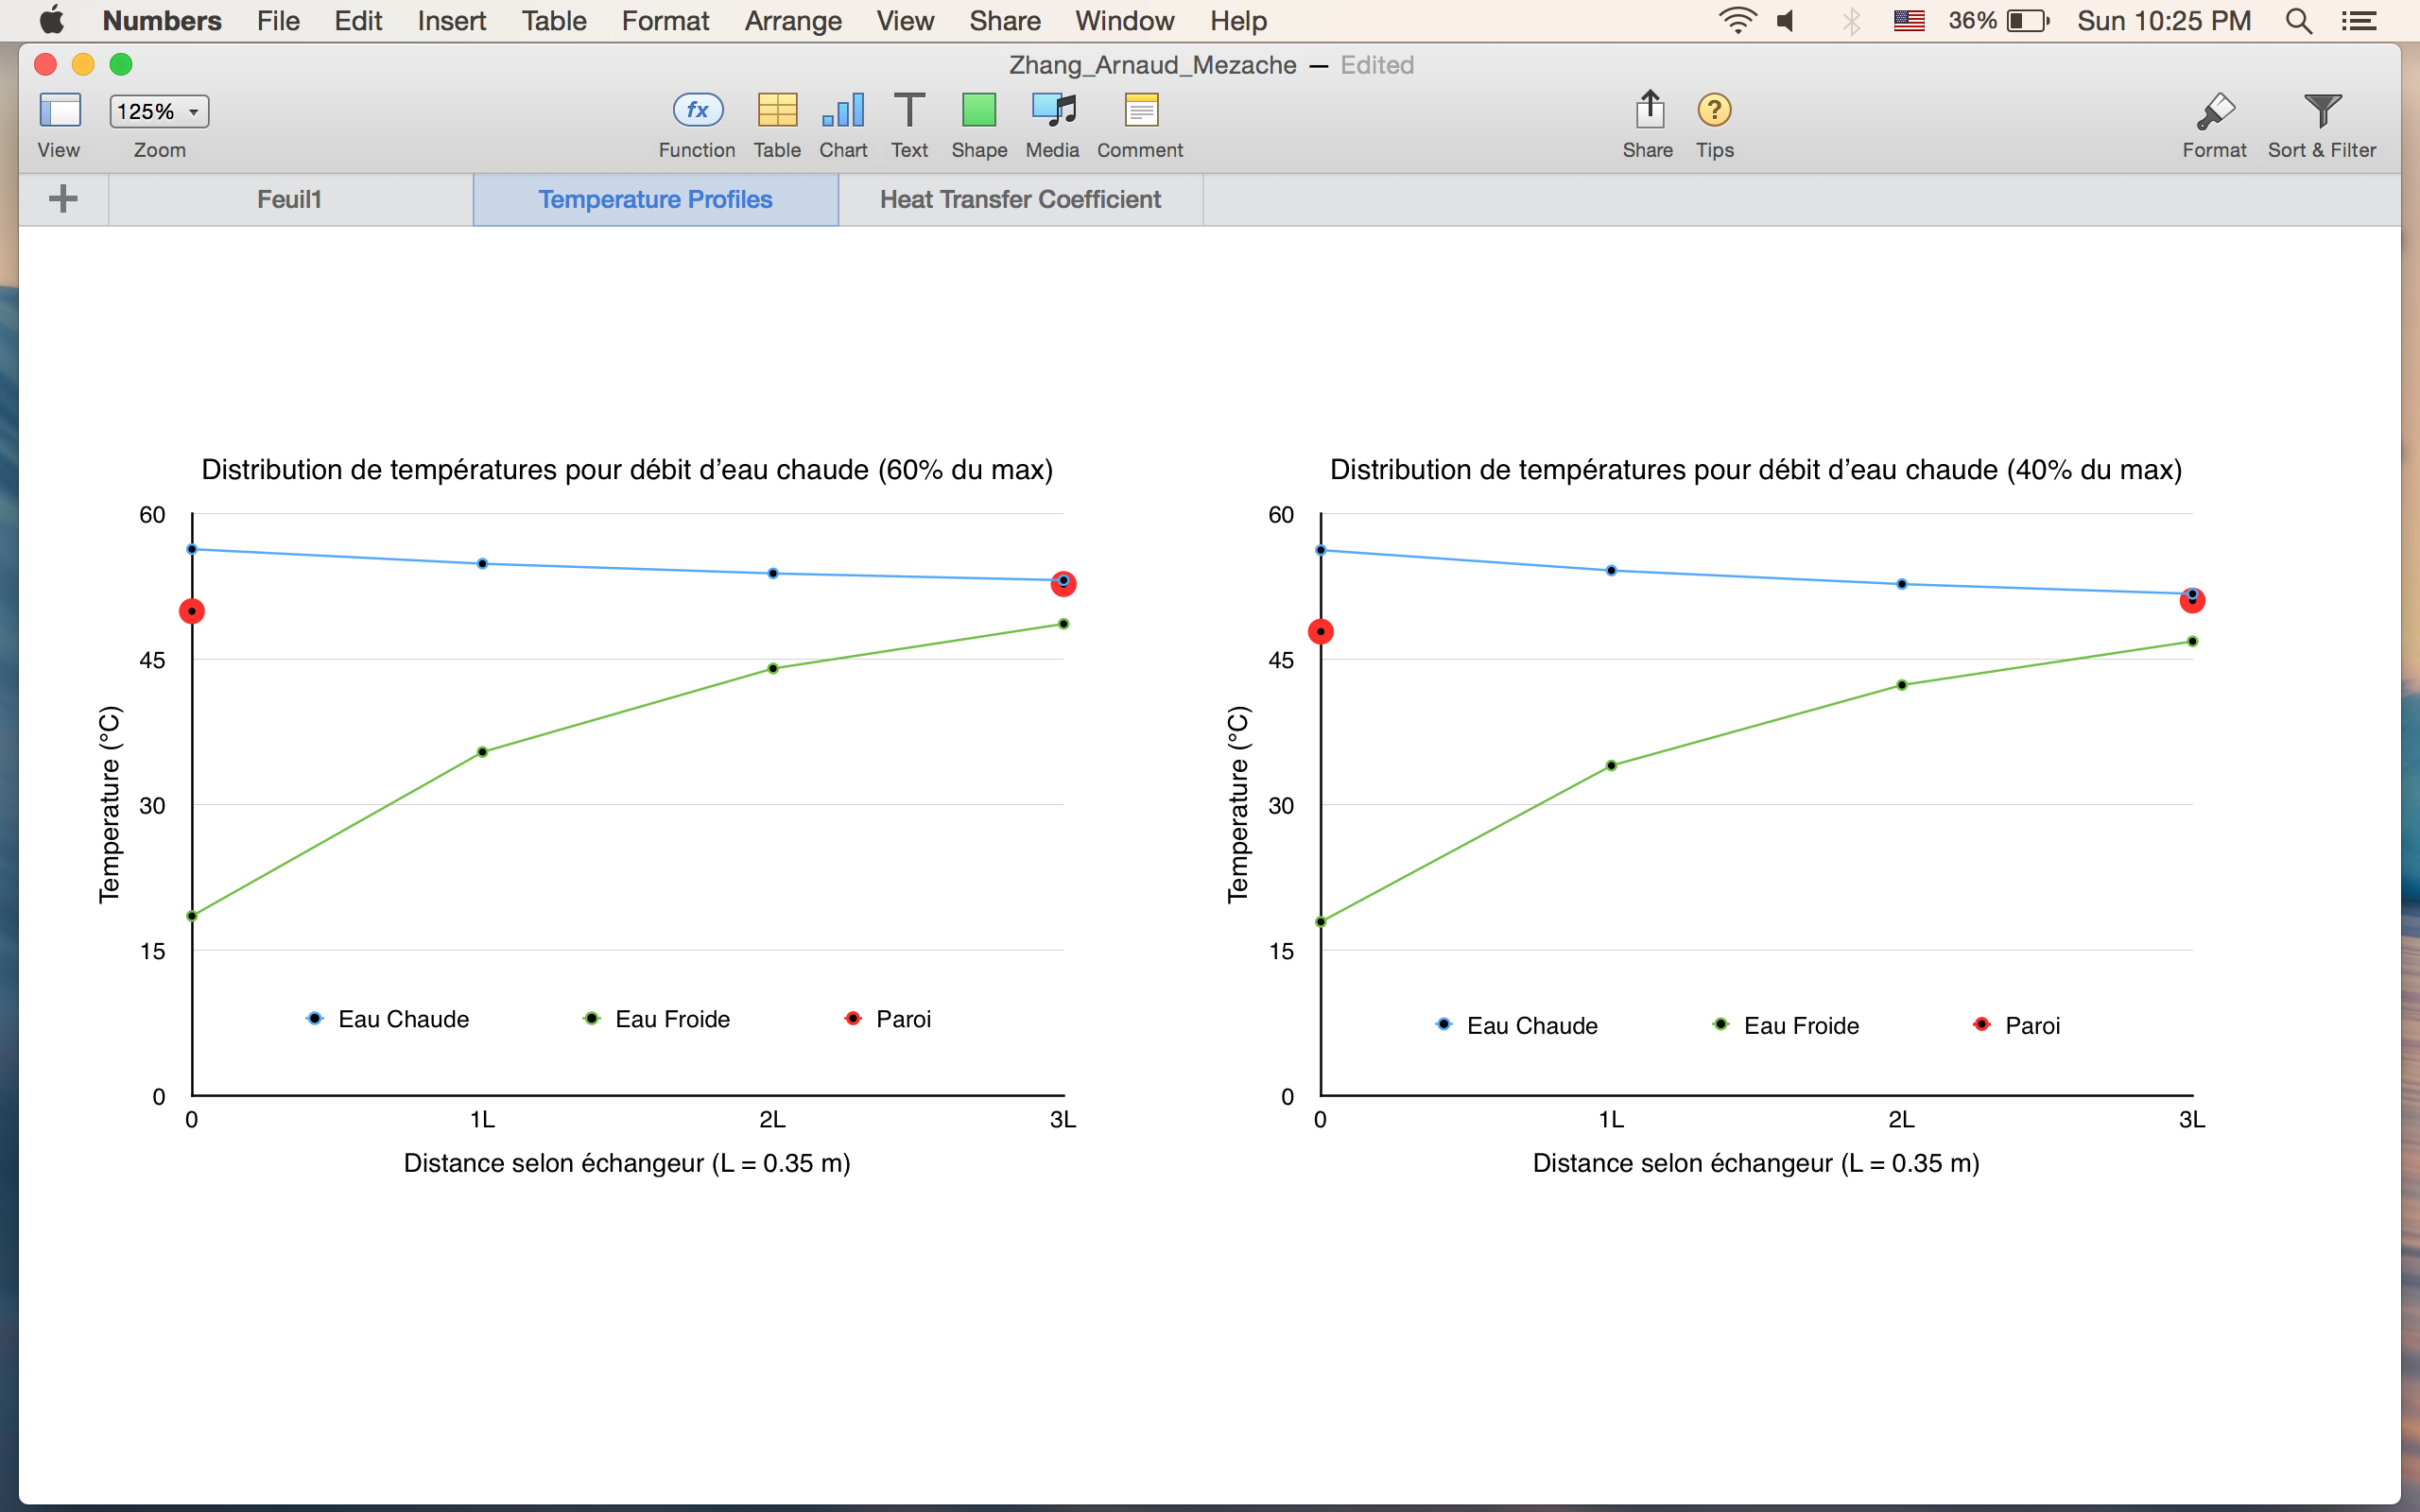 Numbers File Edit Insert Table Format Arrange View Share Window Help 36% Sun 10:25 PM
Zhang_Arnaud_Mezache — Edited
125%
View Zoom Function Table Chart Text Shape Media Comment Share Tips Format Sort & Filter
Feuil1 Temperature Profiles Heat Transfer Coefficient
Distribution de températures pour débit d’eau chaude (60% du max)
60
45
30
15
0
Temperature (°C)
Eau Chaude Eau Froide Paroi
0 1L 2L 3L
Distance selon échangeur (L = 0.35 m)
Distribution de températures pour débit d’eau chaude (40% du max)
60
45
30
15
0
Temperature (°C)
Eau Chaude Eau Froide Paroi
0 1L 2L 3L
Distance selon échangeur (L = 0.35 m)